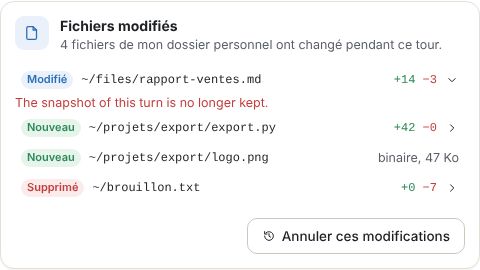 Fichiers modifiés
4 fichiers de mon dossier personnel ont changé pendant ce tour.
Modifié ~/files/rapport-ventes.md +14 −3
The snapshot of this turn is no longer kept.
Nouveau ~/projets/export/export.py +42 −0
Nouveau ~/projets/export/logo.png binaire, 47 Ko
Supprimé ~/brouillon.txt +0 −7
Annuler ces modifications